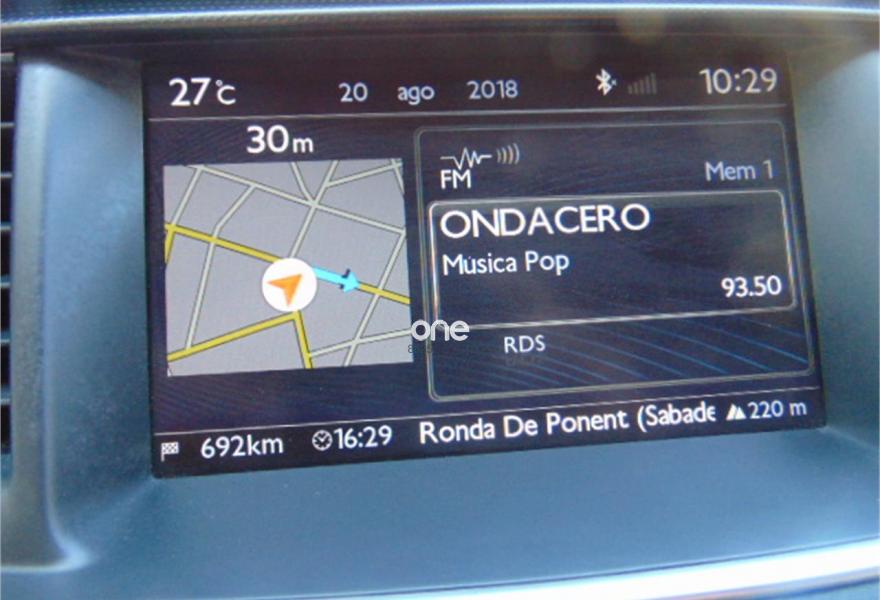 27°C 20 ago 2018 10:29
30m
FM Mem 1
ONDACERO
Música Pop
93.50
one
RDS
692km 16:29 Ronda De Ponent (Sabade 220 m